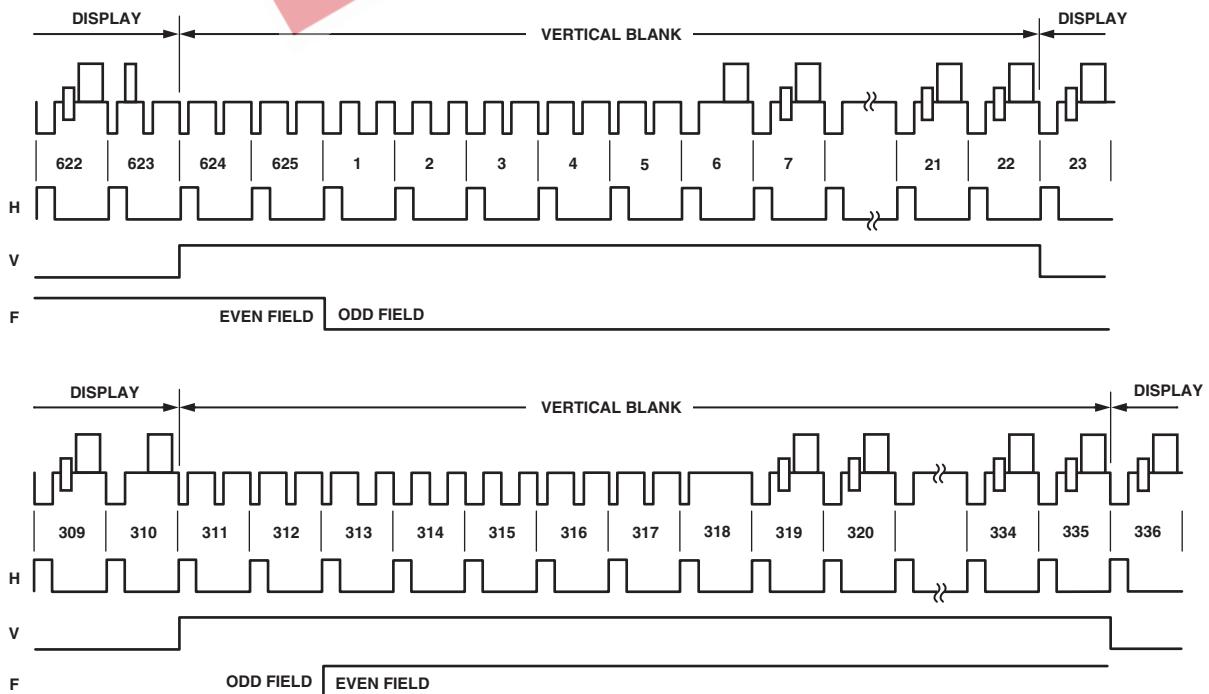 DISPLAY VERTICAL BLANK DISPLAY
622 623 624 625 1 2 3 4 5 6 7 21 22 23
H
V
F EVEN FIELD ODD FIELD
DISPLAY VERTICAL BLANK DISPLAY
309 310 311 312 313 314 315 316 317 318 319 320 334 335 336
H
V
F ODD FIELD EVEN FIELD